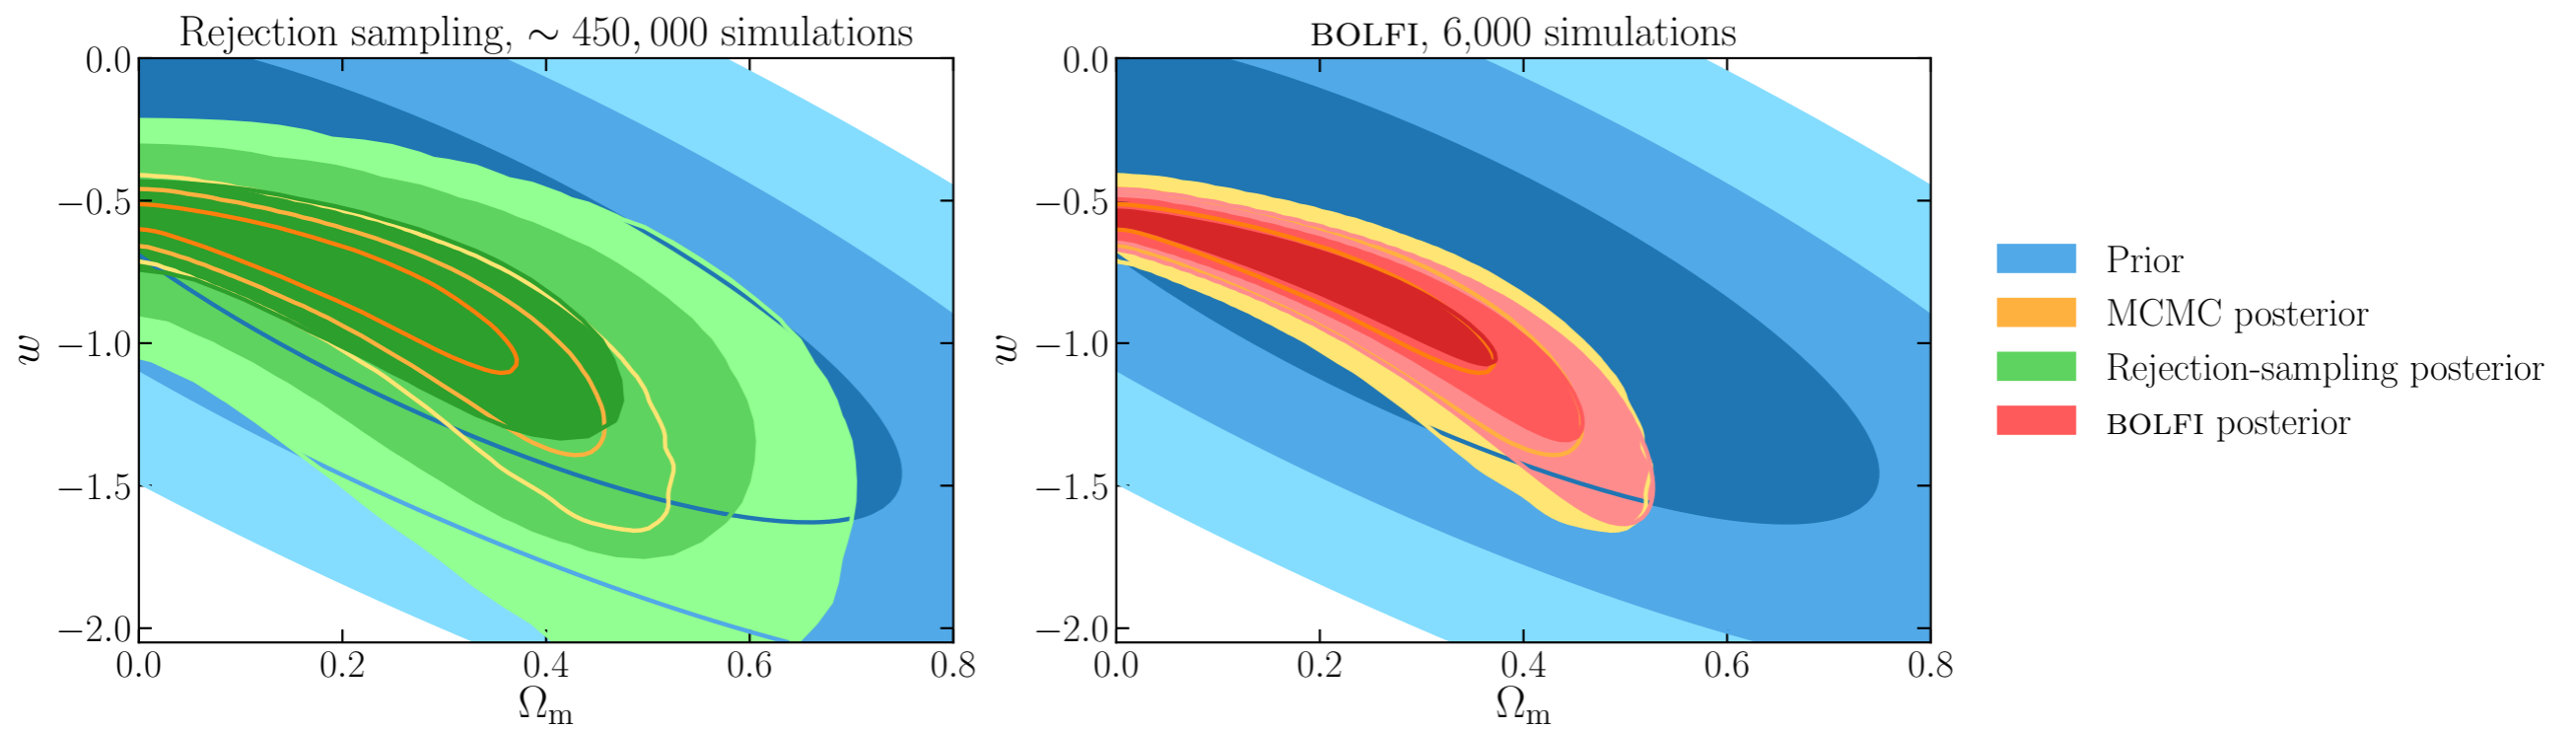 Rejection sampling, ∼ 450, 000 simulations
0.0
−0.5
−1.0
−1.5
−2.0
w
0.0 0.2 0.4 0.6 0.8
Ωm
BOLFI, 6,000 simulations
0.0
−0.5
−1.0
−1.5
−2.0
w
0.0 0.2 0.4 0.6 0.8
Ωm
Prior
MCMC posterior
Rejection-sampling posterior
BOLFI posterior